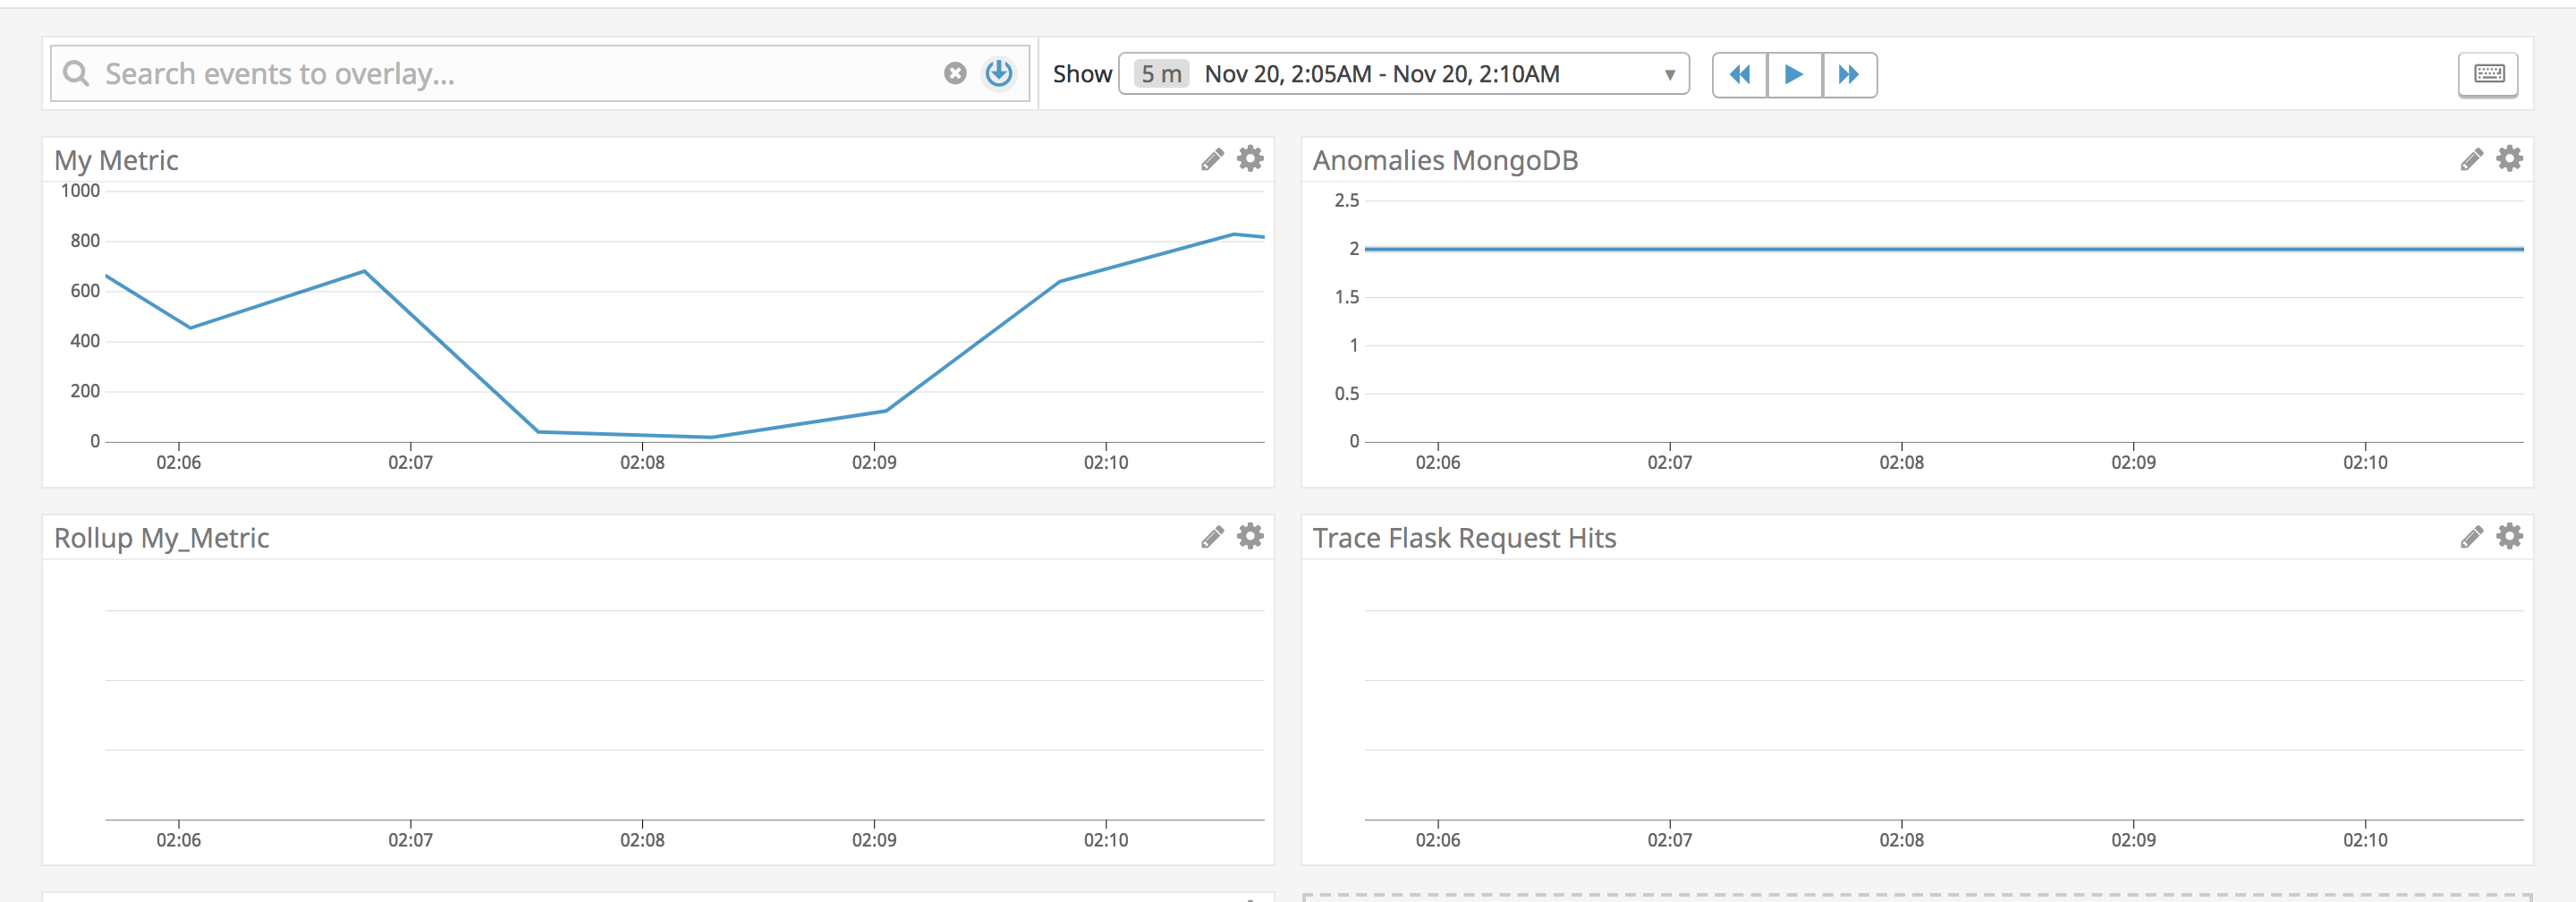 Search events to overlay...
Show 5 m Nov 20, 2:05AM - Nov 20, 2:10AM
My Metric
1000
800
600
400
200
0
02:06 02:07 02:08 02:09 02:10
Anomalies MongoDB
2.5
2
1.5
1
0.5
0
02:06 02:07 02:08 02:09 02:10
Rollup My_Metric
02:06 02:07 02:08 02:09 02:10
Trace Flask Request Hits
02:06 02:07 02:08 02:09 02:10